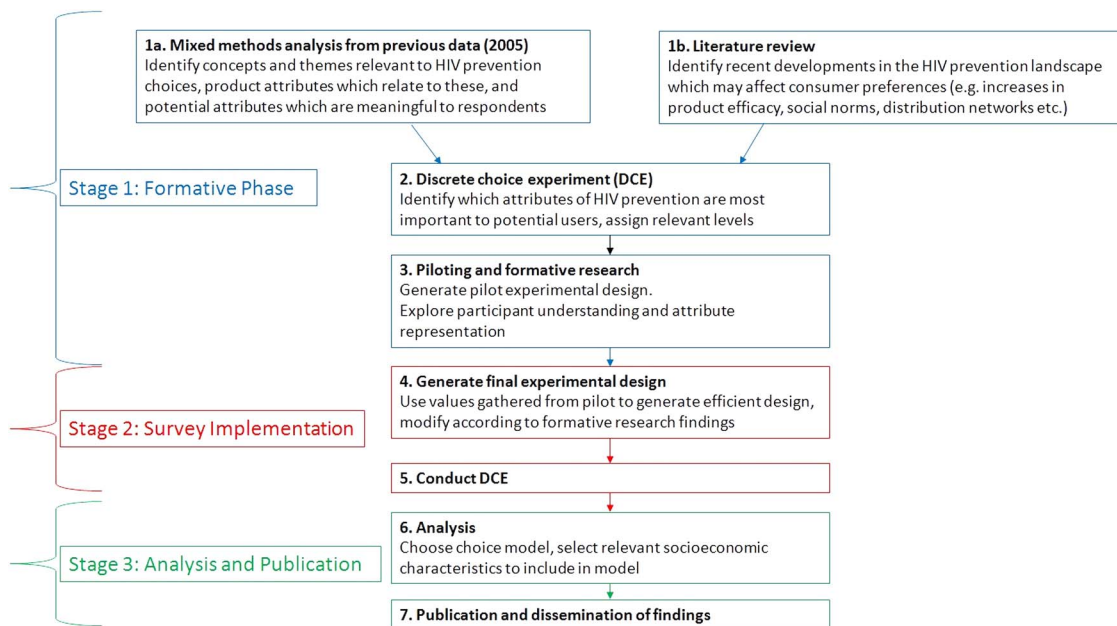 1a. Mixed methods analysis from previous data (2005)
Identify concepts and themes relevant to HIV prevention
choices, product attributes which relate to these, and
potential attributes which are meaningful to respondents
1b. Literature review
Identify recent developments in the HIV prevention landscape
which may affect consumer preferences (e.g. increases in
product efficacy, social norms, distribution networks etc.)
Stage 1: Formative Phase
2. Discrete choice experiment (DCE)
Identify which attributes of HIV prevention are most
important to potential users, assign relevant levels
3. Piloting and formative research
Generate pilot experimental design.
Explore participant understanding and attribute
representation
Stage 2: Survey Implementation
4. Generate final experimental design
Use values gathered from pilot to generate efficient design,
modify according to formative research findings
5. Conduct DCE
Stage 3: Analysis and Publication
6. Analysis
Choose choice model, select relevant socioeconomic
characteristics to include in model
7. Publication and dissemination of findings